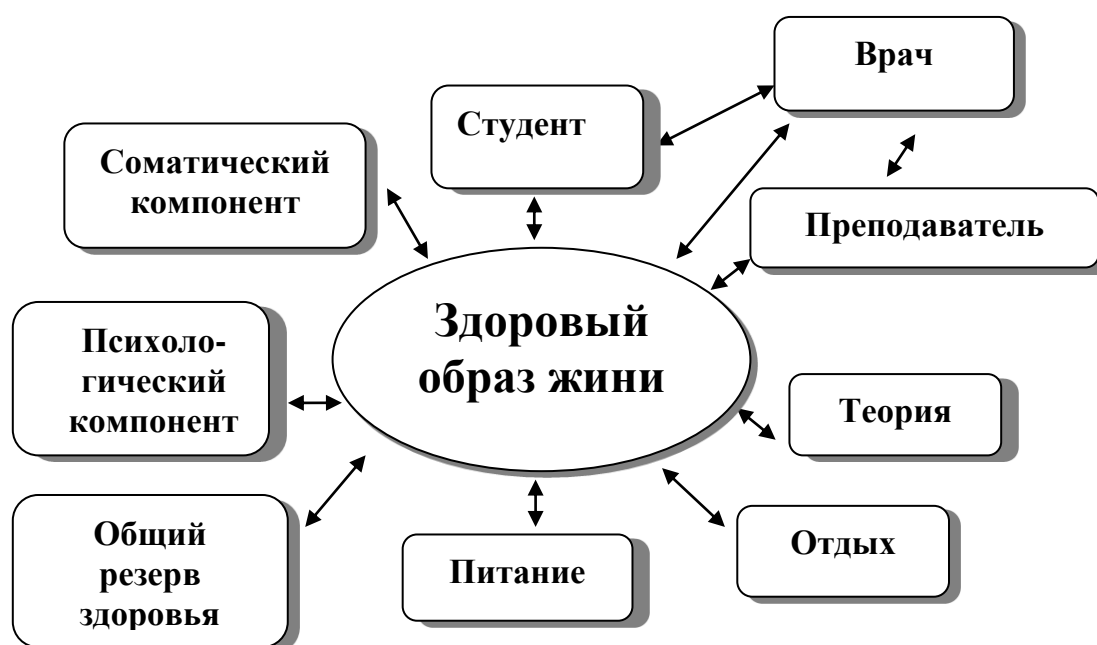 Врач
Студент
Соматический
компонент
Преподаватель
Здоровый
образ жини
Психоло-
гический
компонент
Теория
Общий
резерв
здоровья
Питание
Отдых